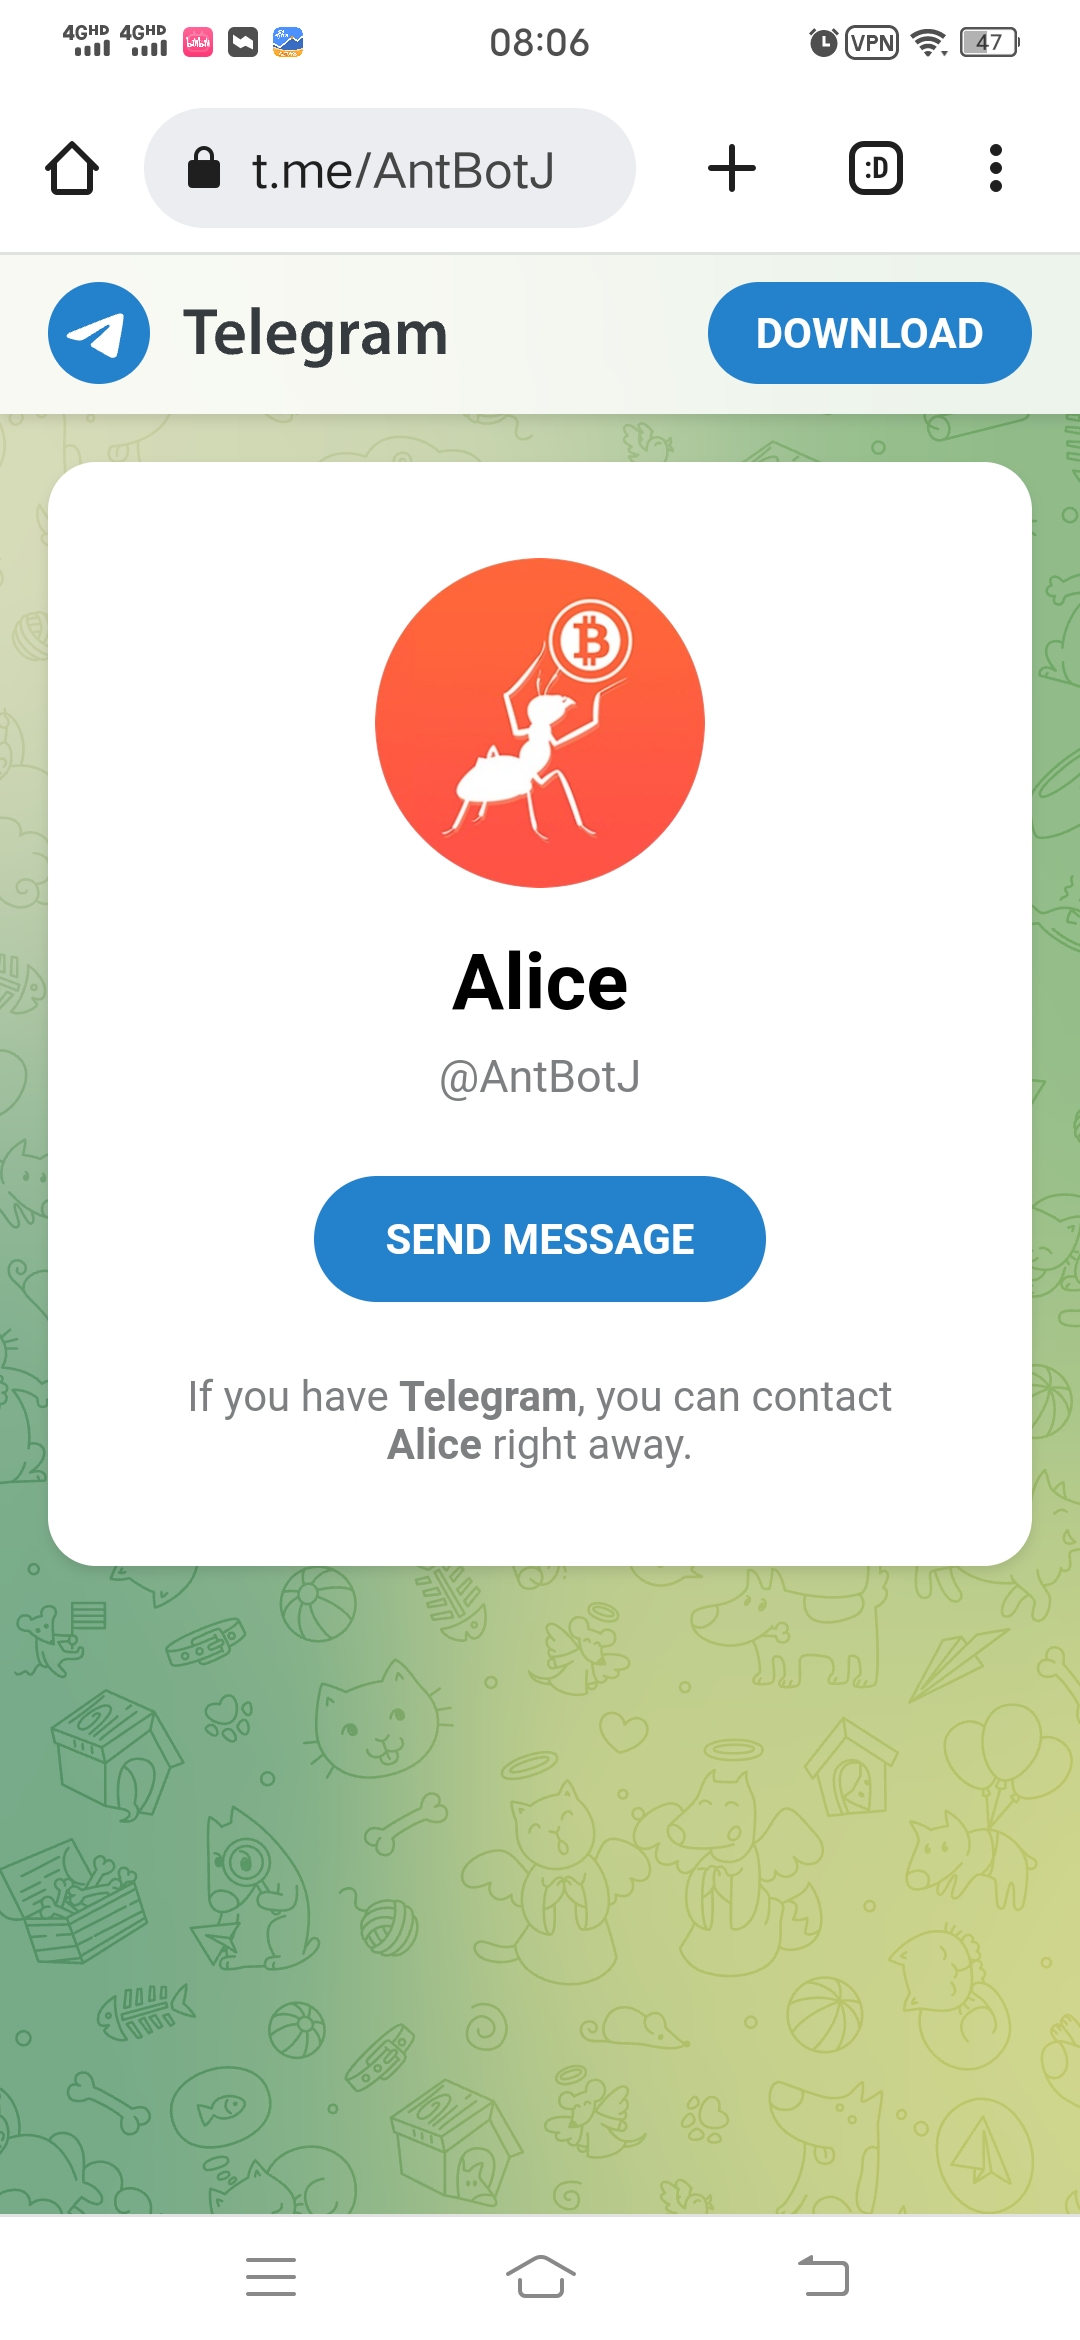 4GHD 4GHD 08:06 VPN 47
t.me/AntBotJ :D
Telegram DOWNLOAD
Alice
@AntBotJ
SEND MESSAGE
If you have Telegram, you can contact
Alice right away.